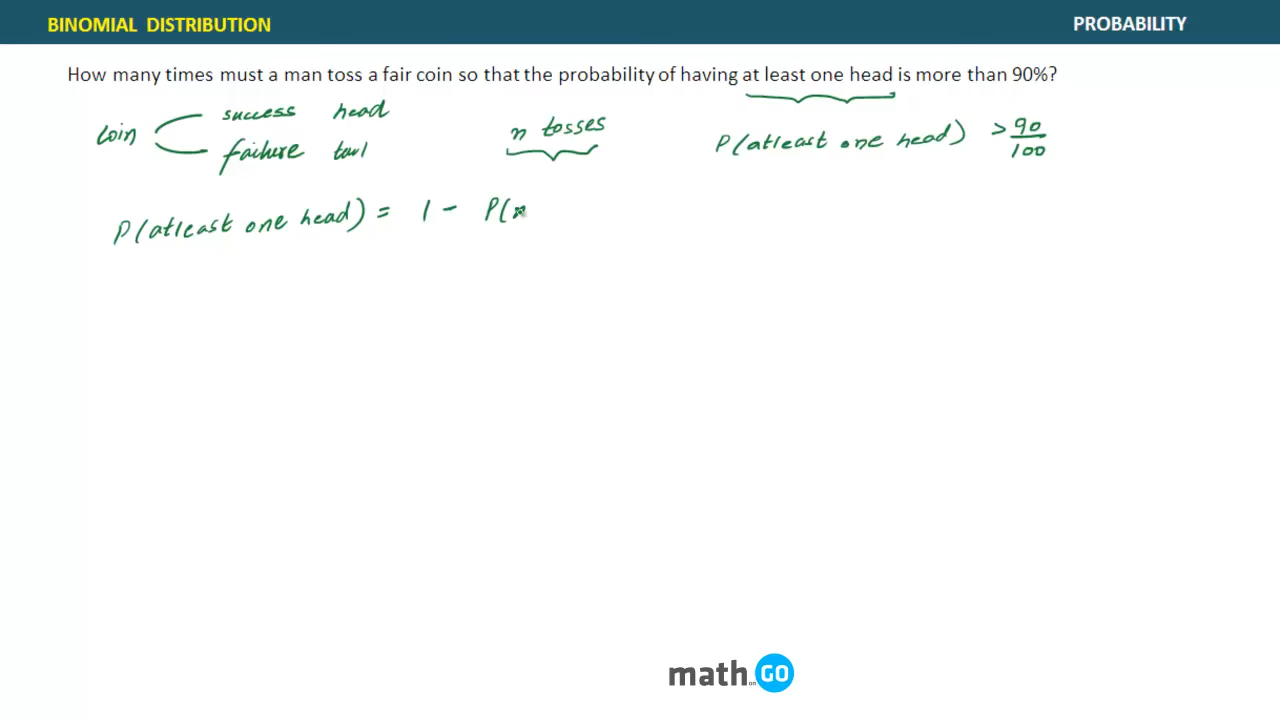 BINOMIAL DISTRIBUTION PROBABILITY
How many times must a man toss a fair coin so that the probability of having at least one head is more than 90%?
coin success head
failure tail
n tosses
P(atleast one head) > 90/100
P(atleast one head) = 1 - P(x
mathonGO